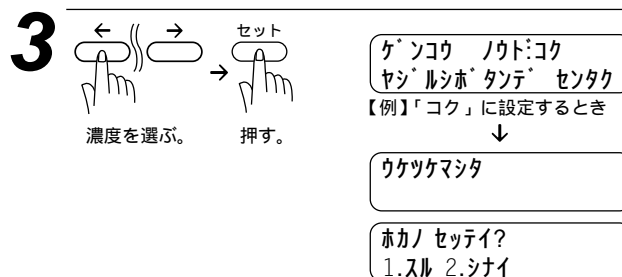 3
← → → セット
濃度を選ぶ。 押す。
ｹﾞﾝｺｳ ﾉｳﾄﾞ:ｺｸ
ﾔｼﾞﾙｼﾎﾞﾀﾝﾃﾞ ｾﾝﾀｸ
【例】「コク」に設定するとき
↓
ｳｹﾂｹﾏｼﾀ
ﾎｶﾉ ｾｯﾃｲ?
1.ｽﾙ 2.ｼﾅｲ